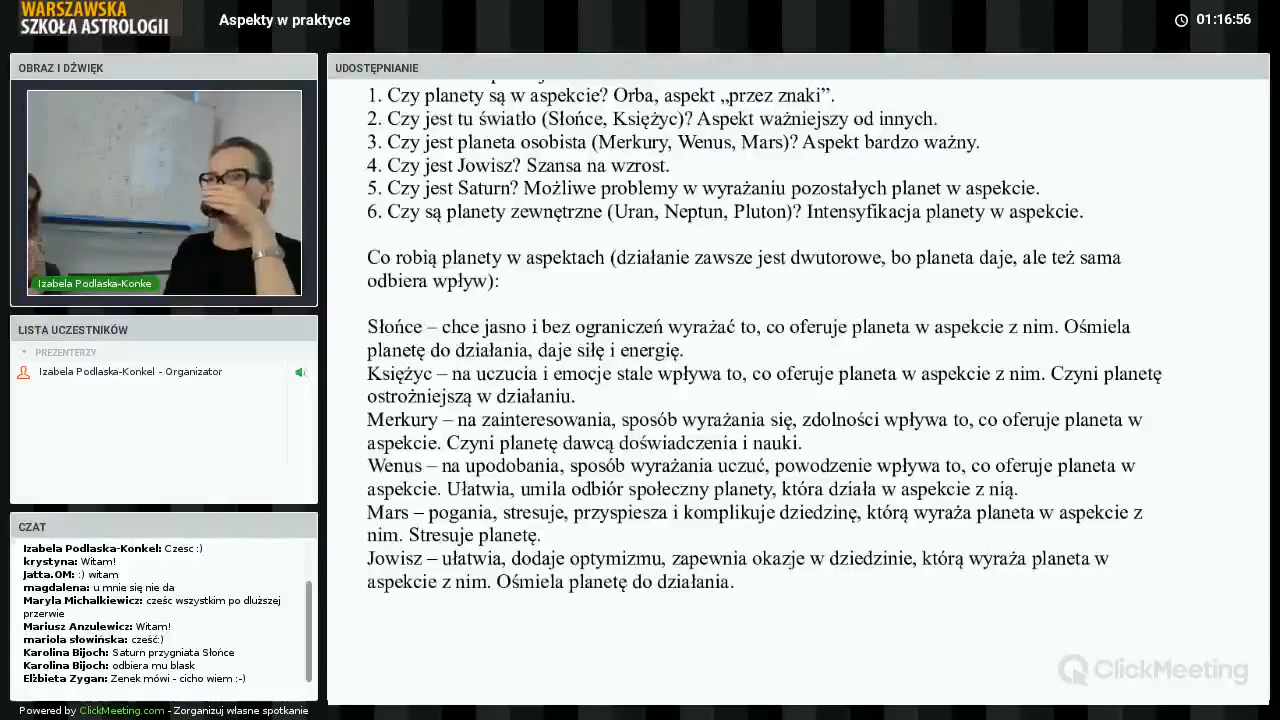 WARSZAWSKA
SZKOŁA ASTROLOGII
Aspekty w praktyce
01:16:56
OBRAZ I DŹWIĘK
Izabela Podlaska-Konke
LISTA UCZESTNIKÓW
PREZENTERZY
Izabela Podlaska-Konkel - Organizator
CZAT
Izabela Podlaska-Konkel: Czesc :)
krystyna: Witam!
Jatta.OM: :) witam
magdalena: u mnie się nie da
Maryla Michalkiewicz: cześc wszystkim po dluższej
przerwie
Mariusz Anzulewicz: Witam!
mariola słowińska: cześć:)
Karolina Bijoch: Saturn przygniata Słońce
Karolina Bijoch: odbiera mu blask
Elżbieta Zygan: Zenek mówi - cicho wiem :-)
Powered by ClickMeeting.com - Zorganizuj własne spotkanie
UDOSTĘPNIANIE
1. Czy planety są w aspekcie? Orba, aspekt „przez znaki”.
2. Czy jest tu światło (Słońce, Księżyc)? Aspekt ważniejszy od innych.
3. Czy jest planeta osobista (Merkury, Wenus, Mars)? Aspekt bardzo ważny.
4. Czy jest Jowisz? Szansa na wzrost.
5. Czy jest Saturn? Możliwe problemy w wyrażaniu pozostałych planet w aspekcie.
6. Czy są planety zewnętrzne (Uran, Neptun, Pluton)? Intensyfikacja planety w aspekcie.
Co robią planety w aspektach (działanie zawsze jest dwutorowe, bo planeta daje, ale też sama
odbiera wpływ):
Słońce – chce jasno i bez ograniczeń wyrażać to, co oferuje planeta w aspekcie z nim. Ośmiela
planetę do działania, daje siłę i energię.
Księżyc – na uczucia i emocje stale wpływa to, co oferuje planeta w aspekcie z nim. Czyni planetę
ostrożniejszą w działaniu.
Merkury – na zainteresowania, sposób wyrażania się, zdolności wpływa to, co oferuje planeta w
aspekcie. Czyni planetę dawcą doświadczenia i nauki.
Wenus – na upodobania, sposób wyrażania uczuć, powodzenie wpływa to, co oferuje planeta w
aspekcie. Ułatwia, umila odbiór społeczny planety, która działa w aspekcie z nią.
Mars – pogania, stresuje, przyspiesza i komplikuje dziedzinę, którą wyraża planeta w aspekcie z
nim. Stresuje planetę.
Jowisz – ułatwia, dodaje optymizmu, zapewnia okazje w dziedzinie, którą wyraża planeta w
aspekcie z nim. Ośmiela planetę do działania.
ClickMeeting